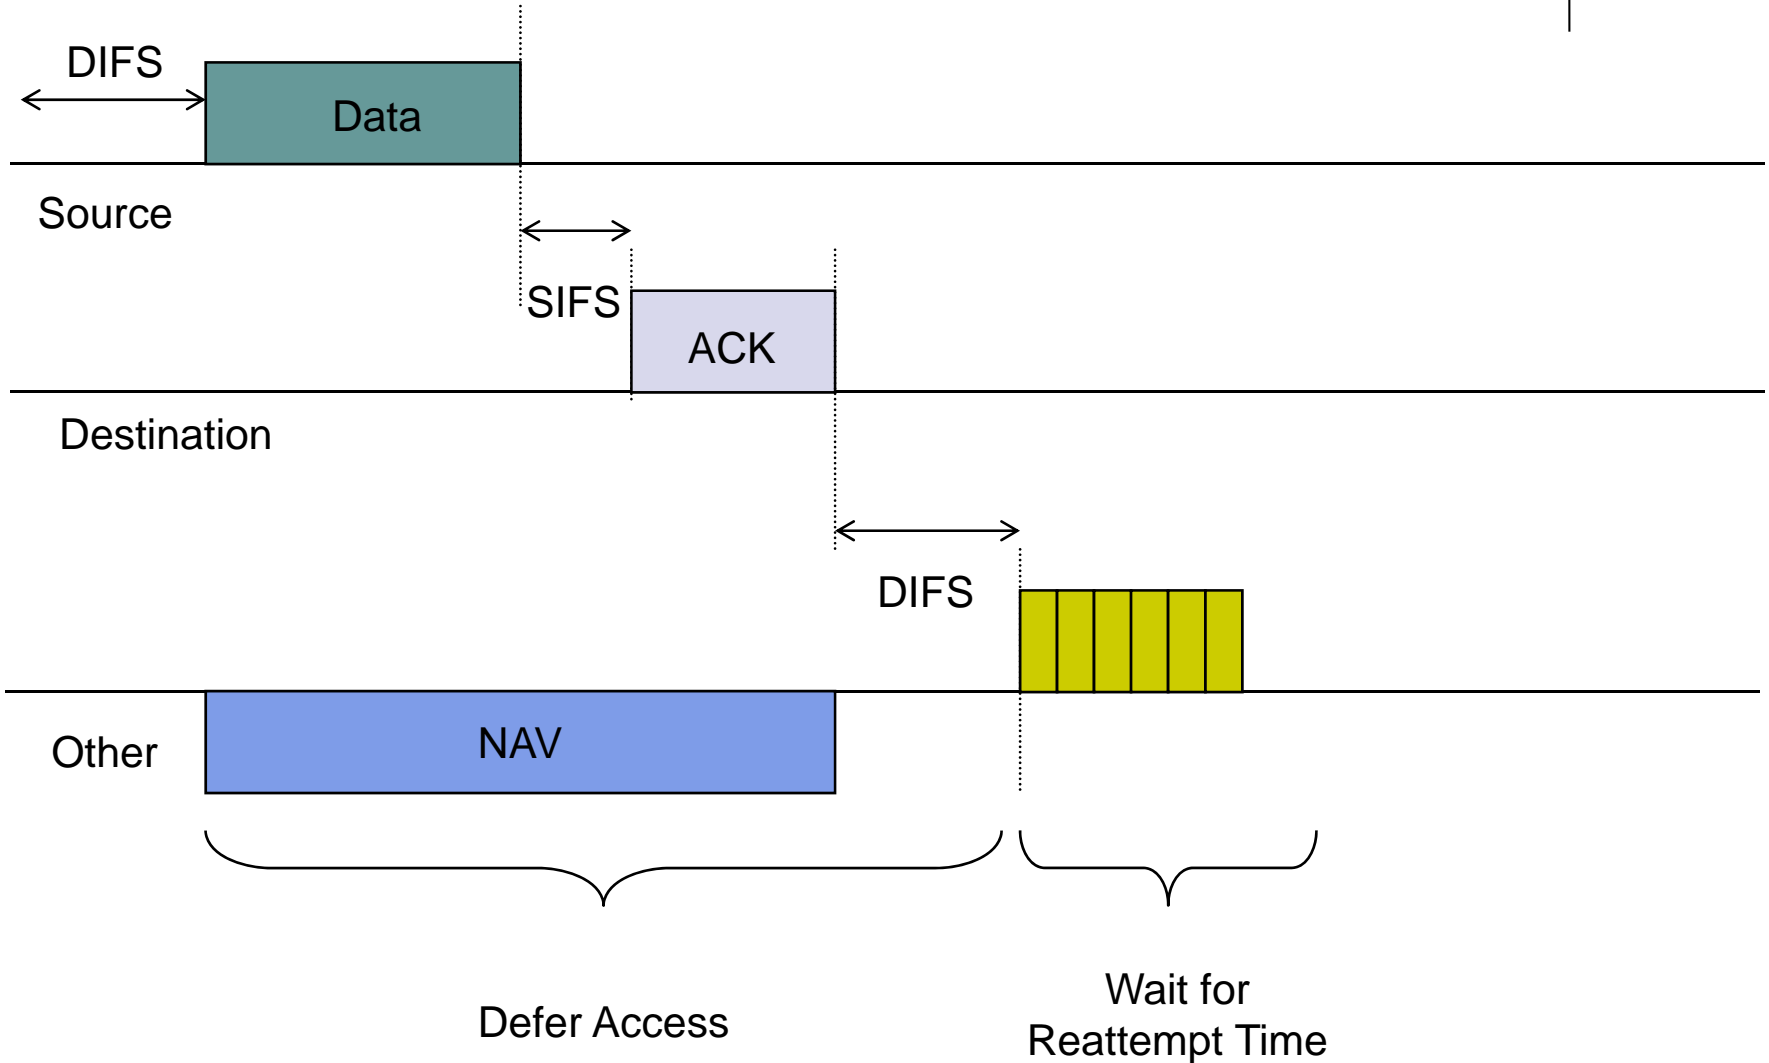 DIFS
Data
Source
SIFS
ACK
Destination
DIFS
Other
NAV
Defer Access
Wait for
Reattempt Time